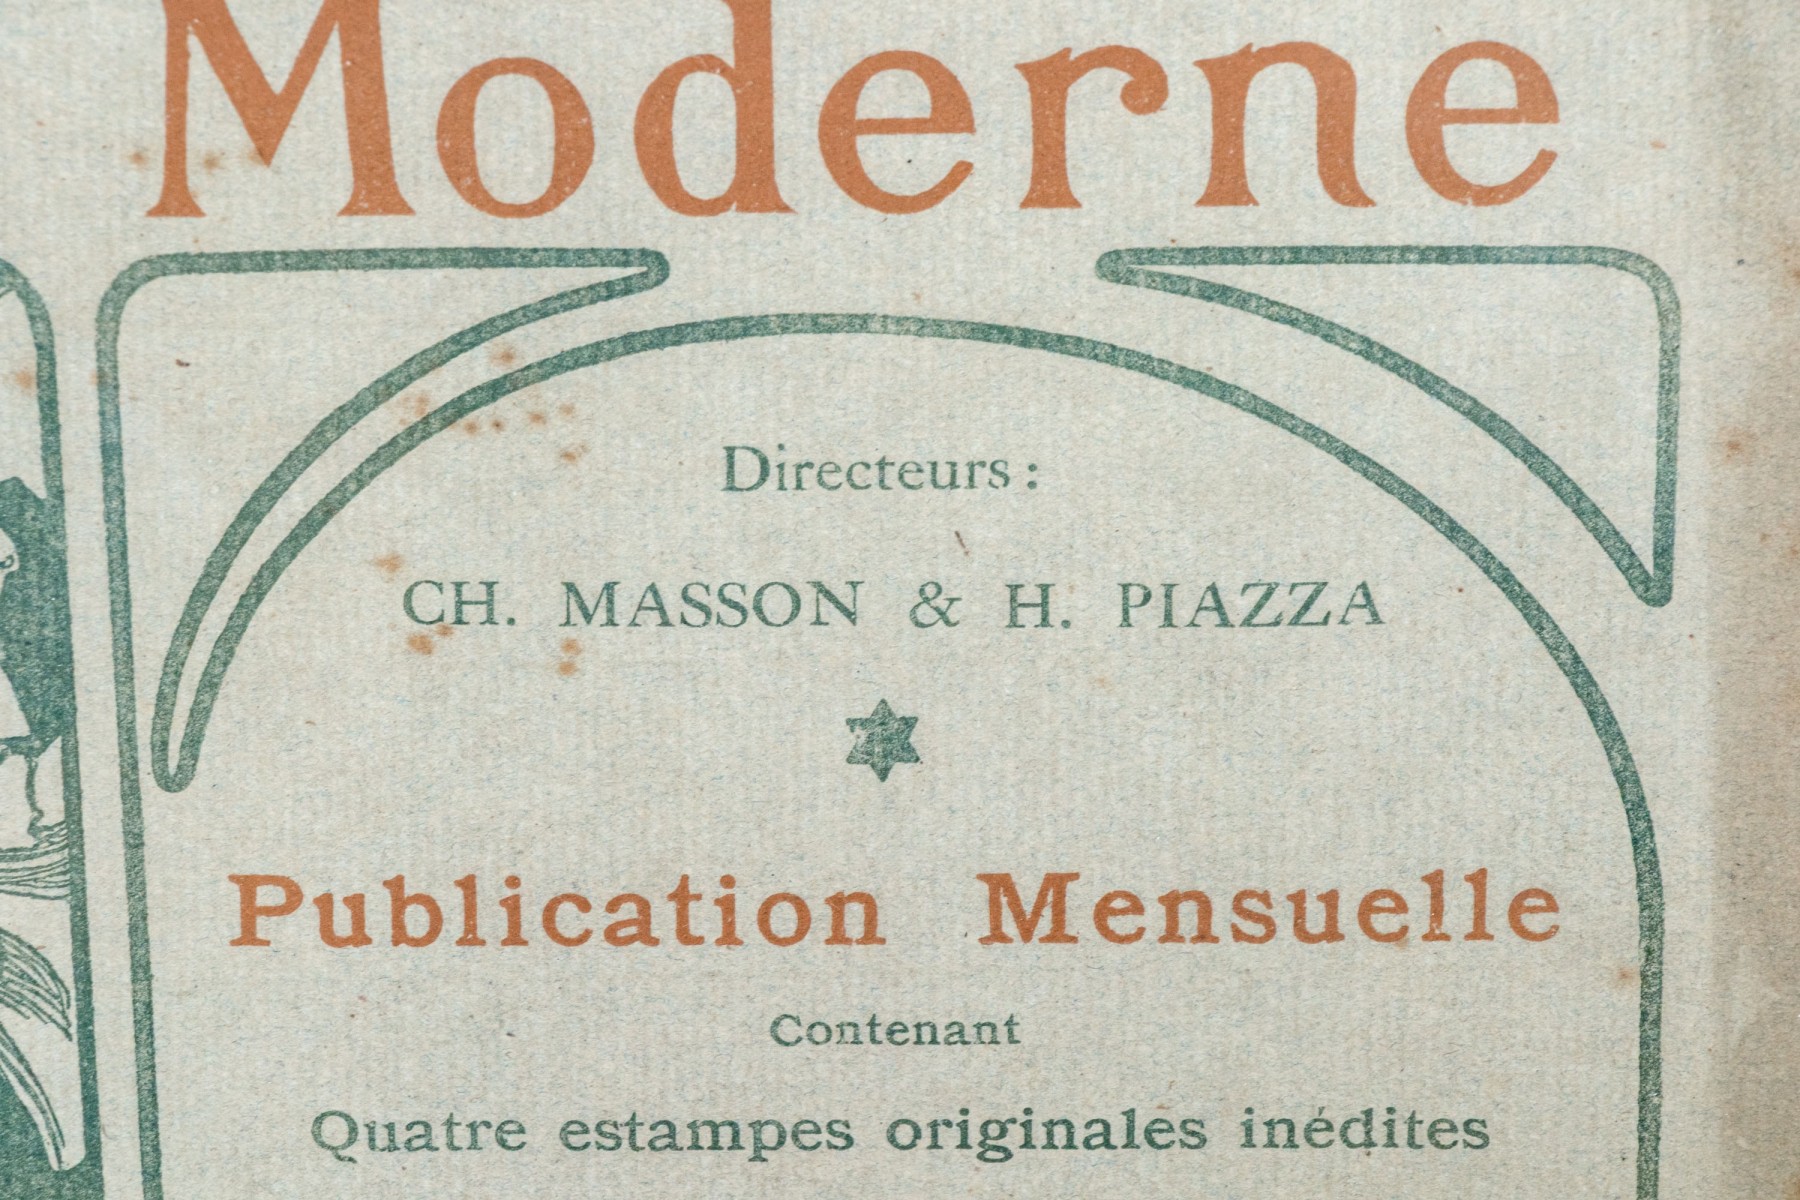 Moderne
Directeurs :
CH. MASSON & H. PIAZZA
Publication Mensuelle
Contenant
Quatre estampes originales inédites